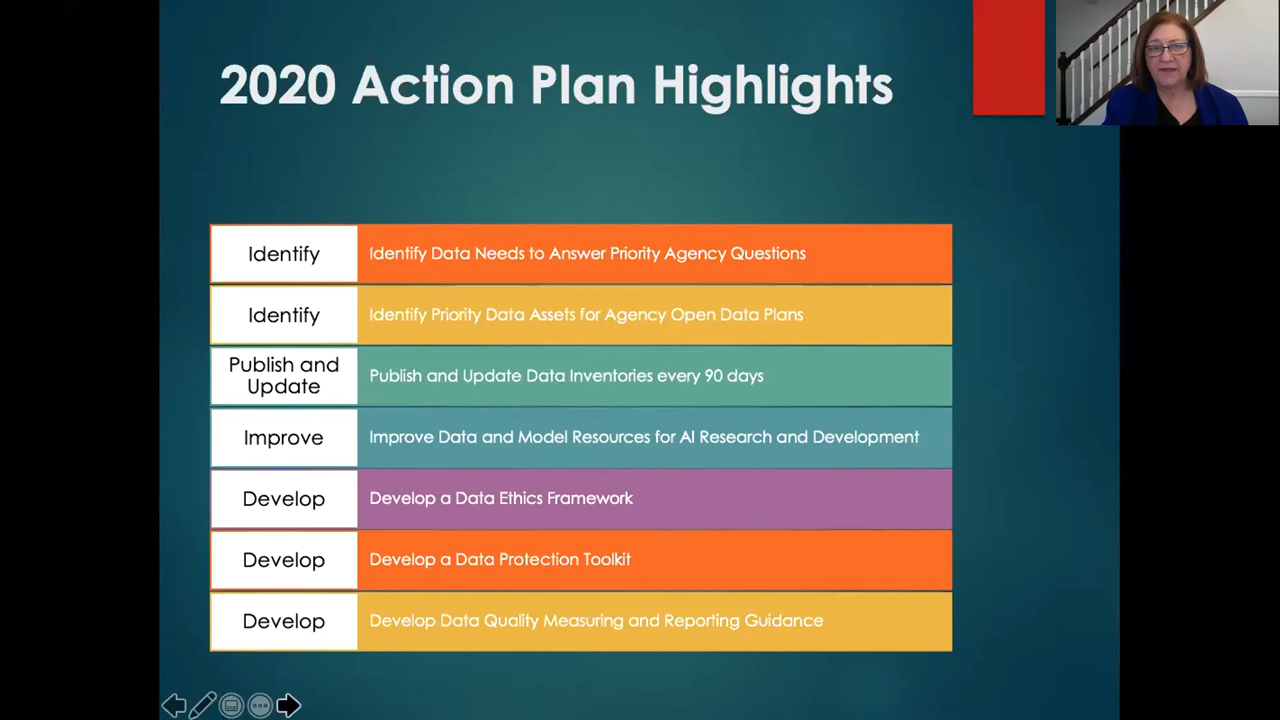 2020 Action Plan Highlights
Identify
Identify Data Needs to Answer Priority Agency Questions
Identify
Identify Priority Data Assets for Agency Open Data Plans
Publish and
Update
Publish and Update Data Inventories every 90 days
Improve
Improve Data and Model Resources for AI Research and Development
Develop
Develop a Data Ethics Framework
Develop
Develop a Data Protection Toolkit
Develop
Develop Data Quality Measuring and Reporting Guidance